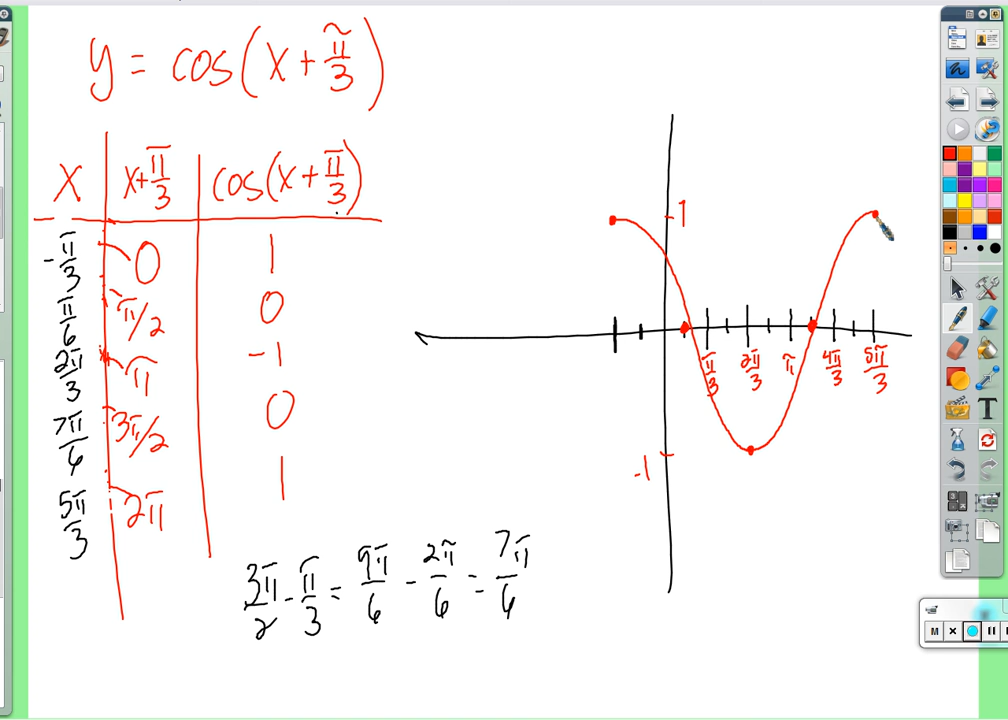 y = cos(x + π/3)
x x+π/3 cos(x + π/3)
-π/3 0 1
π/6 π/2 0
2π/3 π -1
7π/6 3π/2 0
5π/3 2π 1
3π/2 - π/3 = 9π/6 - 2π/6 = 7π/6
1
π/3 2π/3 π 4π/3 5π/3
-1
T
M